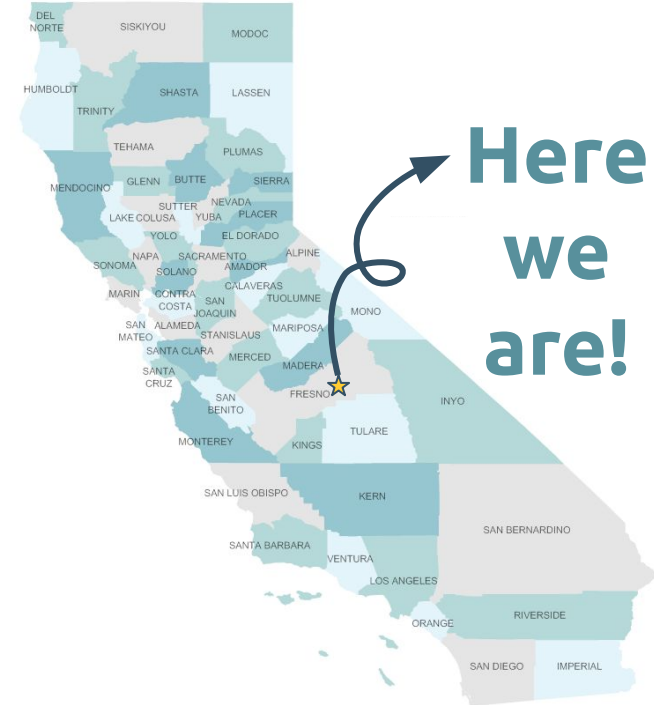 DEL
NORTE
SISKIYOU
MODOC
HUMBOLDT
TRINITY
SHASTA
LASSEN
Here
we
are!
TEHAMA
PLUMAS
MENDOCINO
GLENN
BUTTE
SIERRA
LAKE
COLUSA
SUTTER
YUBA
NEVADA
PLACER
YOLO
EL DORADO
SONOMA
NAPA
SACRAMENTO
ALPINE
SOLANO
AMADOR
MARIN
CONTRA
COSTA
CALAVERAS
SAN
JOAQUIN
TUOLUMNE
MONO
SAN
MATEO
ALAMEDA
STANISLAUS
MARIPOSA
SANTA CLARA
MERCED
MADERA
SANTA
CRUZ
FRESNO
SAN
BENITO
INYO
MONTEREY
KINGS
TULARE
SAN LUIS OBISPO
KERN
SAN BERNARDINO
SANTA BARBARA
VENTURA
LOS ANGELES
ORANGE
RIVERSIDE
SAN DIEGO
IMPERIAL